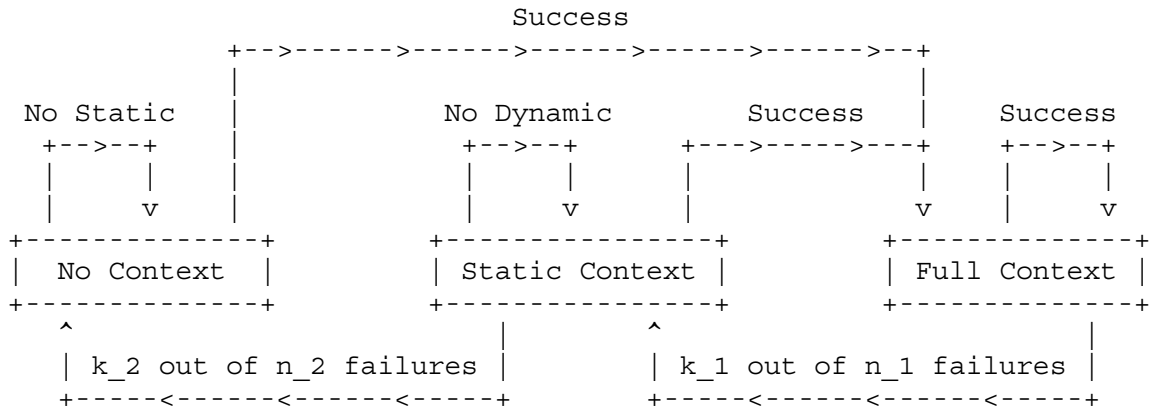 Success
No Static No Dynamic Success Success
No Context Static Context Full Context
k_2 out of n_2 failures k_1 out of n_1 failures